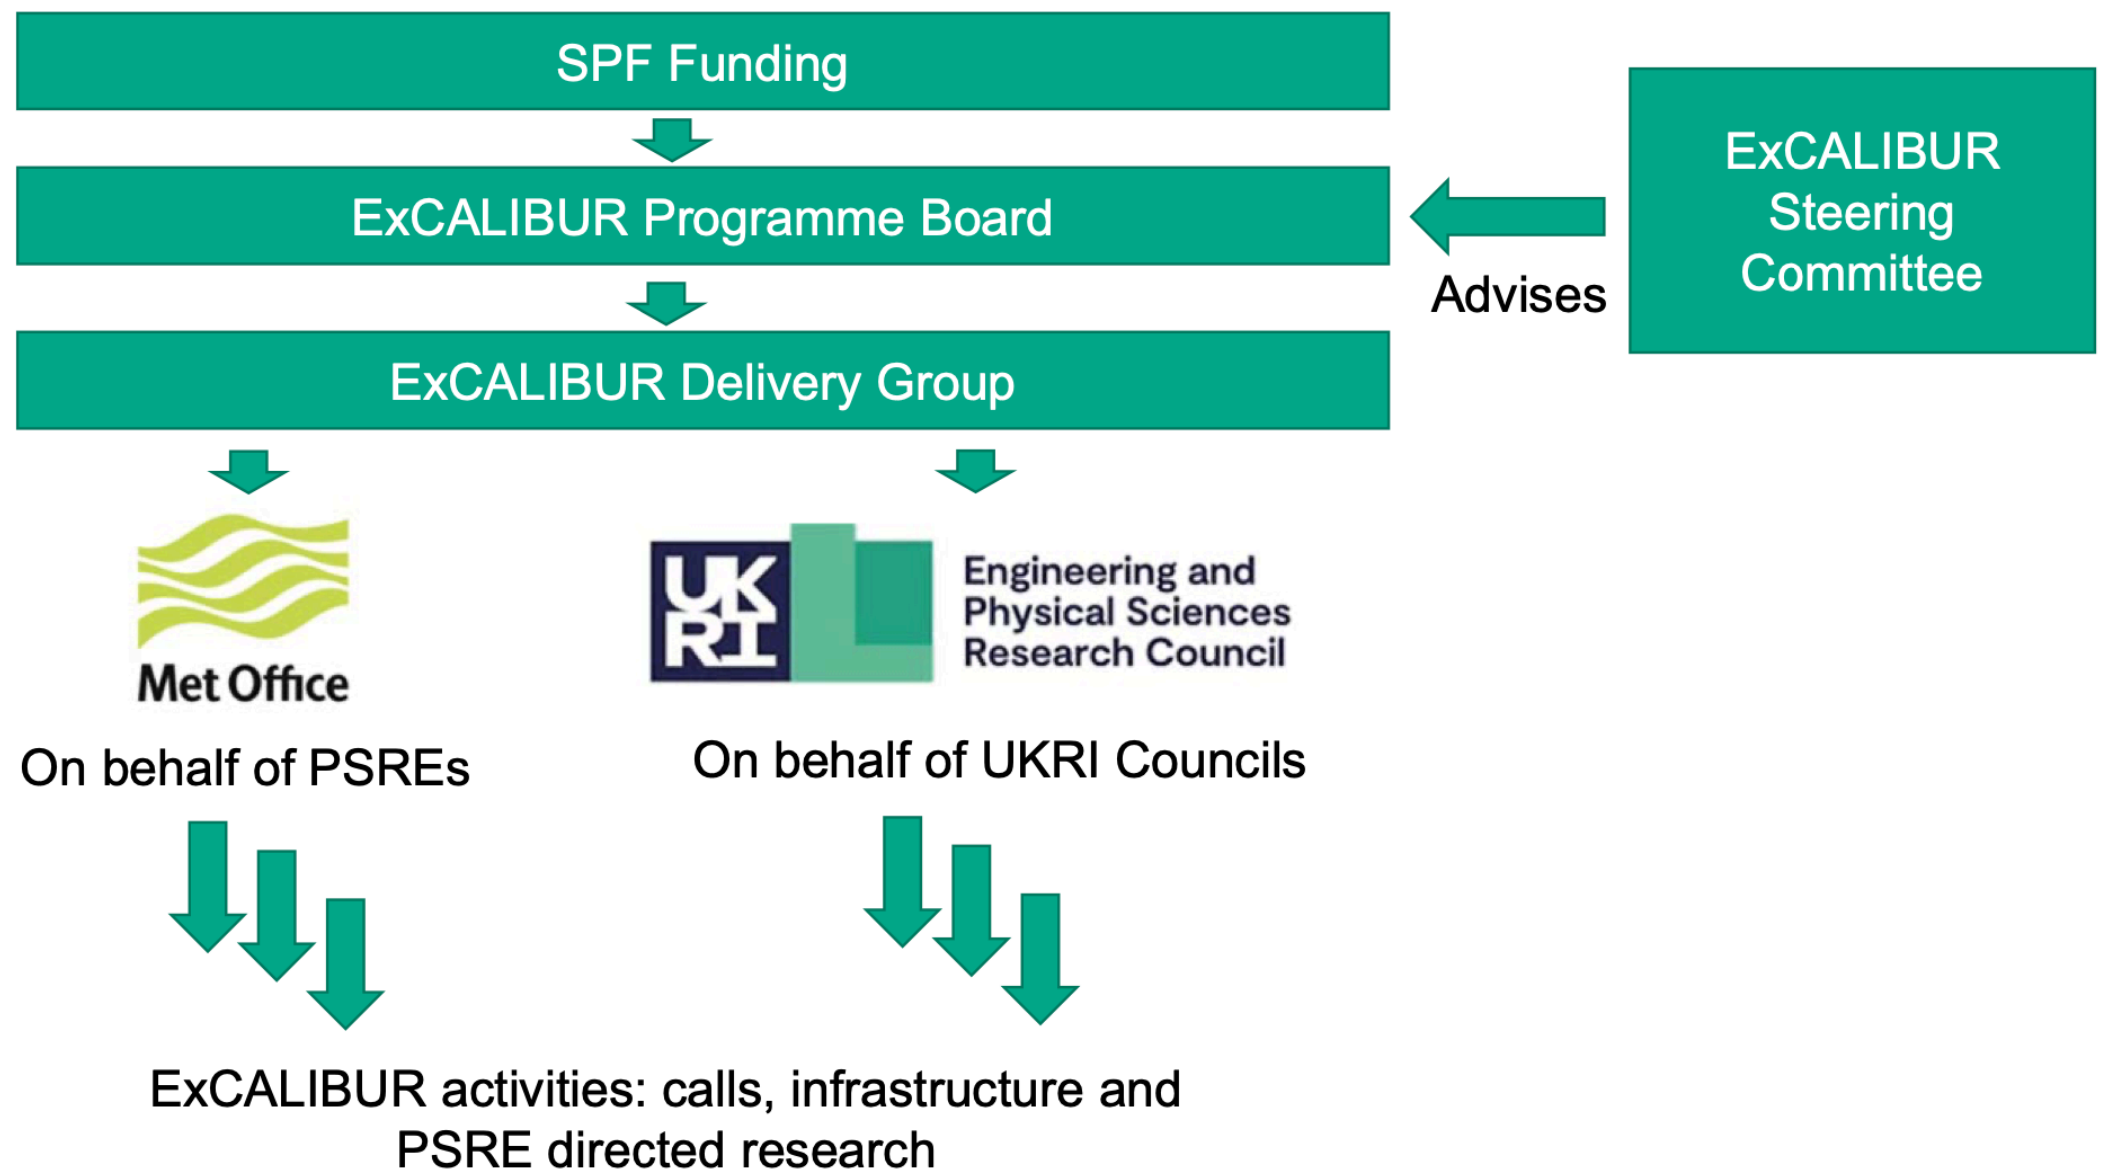 SPF Funding
ExCALIBUR Programme Board
ExCALIBUR
Steering
Committee
Advises
ExCALIBUR Delivery Group
Met Office
UK
RI
Engineering and
Physical Sciences
Research Council
On behalf of PSREs
On behalf of UKRI Councils
ExCALIBUR activities: calls, infrastructure and
PSRE directed research